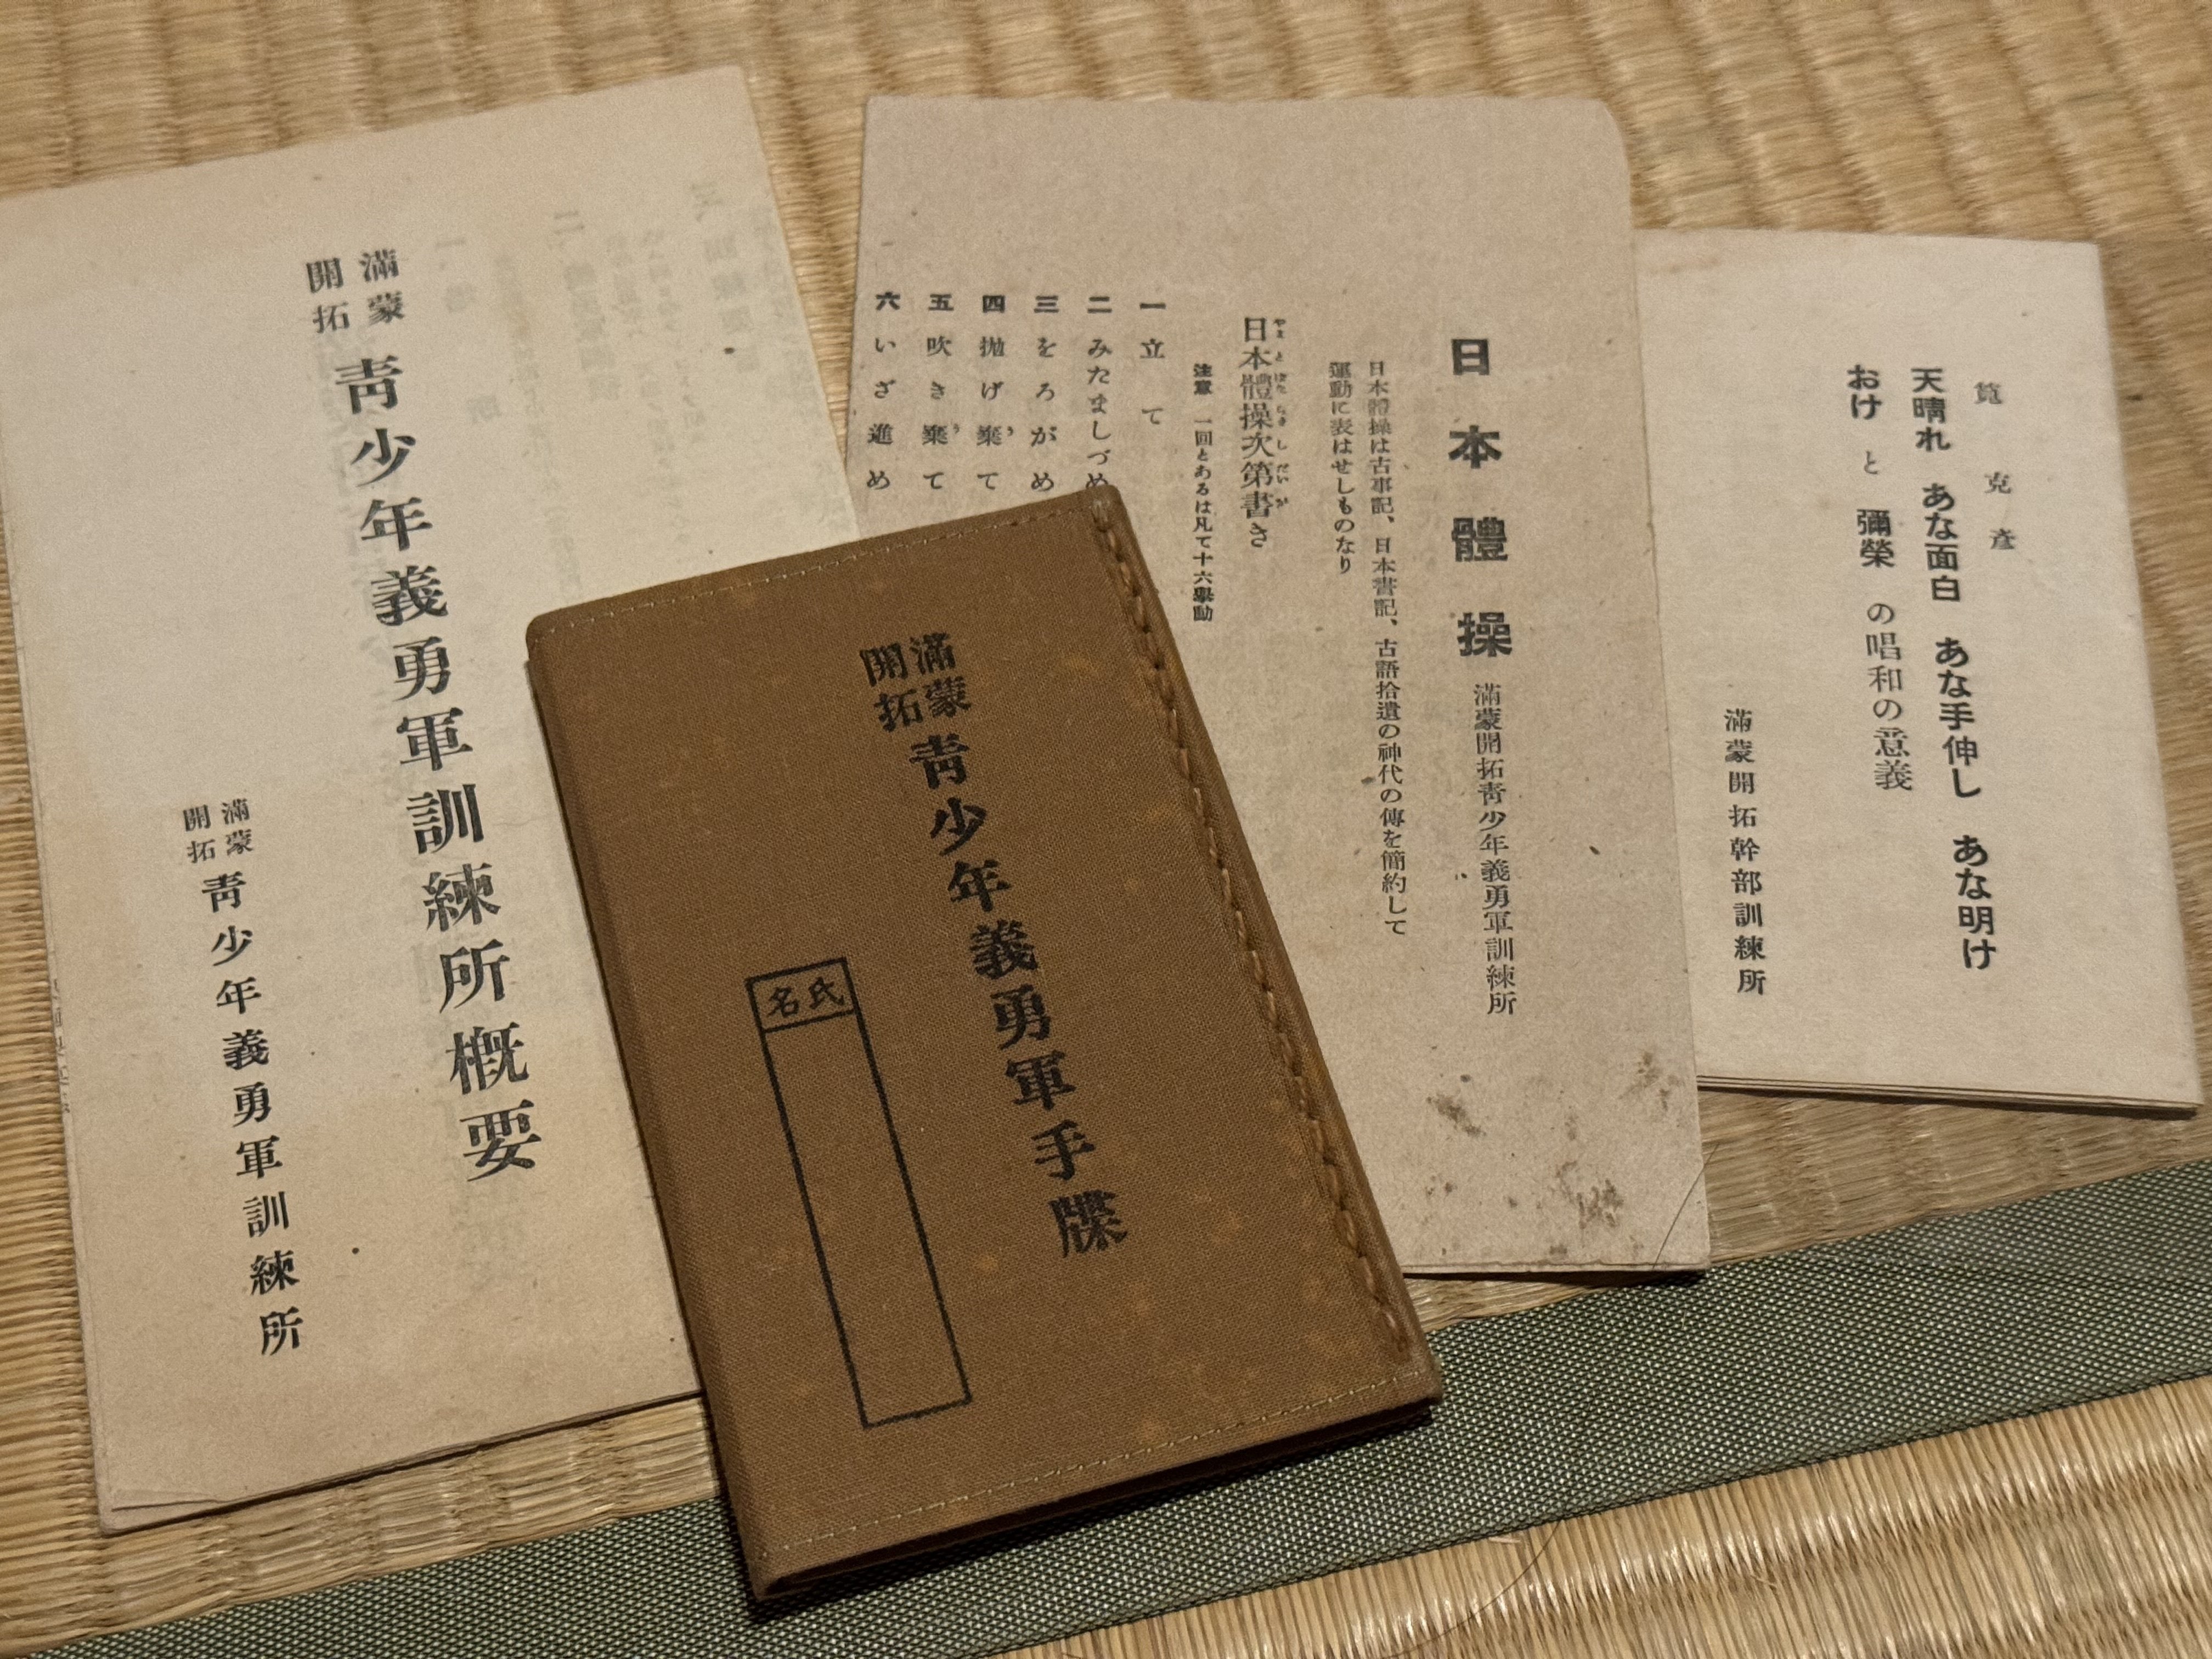 筧克彥
天晴れ あな面白 あな手伸し あな明け
おけ と 彌榮 の唱和の意義
滿蒙開拓幹部訓練所
日本體操 滿蒙開拓靑少年義勇軍訓練所
日本體操は古事記、日本書記、古語拾遺の神代の傳を簡約して
運動に表はせしものなり
日本體操次第書き
注意 一回とあるは凡て十六擧動
一 立て
二 みたましづめ
三 をろがめ
四 拋げ棄て
五 吹き棄て
六 いざ進め
滿蒙
開拓
靑少年義勇軍手牒
氏名
滿蒙
開拓
靑少年義勇軍訓練所槪要
滿蒙
開拓
靑少年義勇軍訓練所